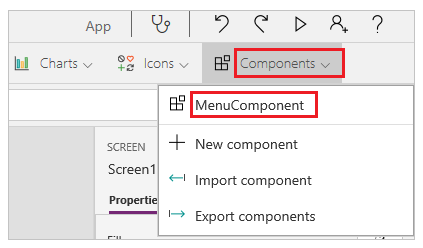 App
Charts
Icons
Components
MenuComponent
New component
Import component
Export components
SCREEN
Screen1
Propertie